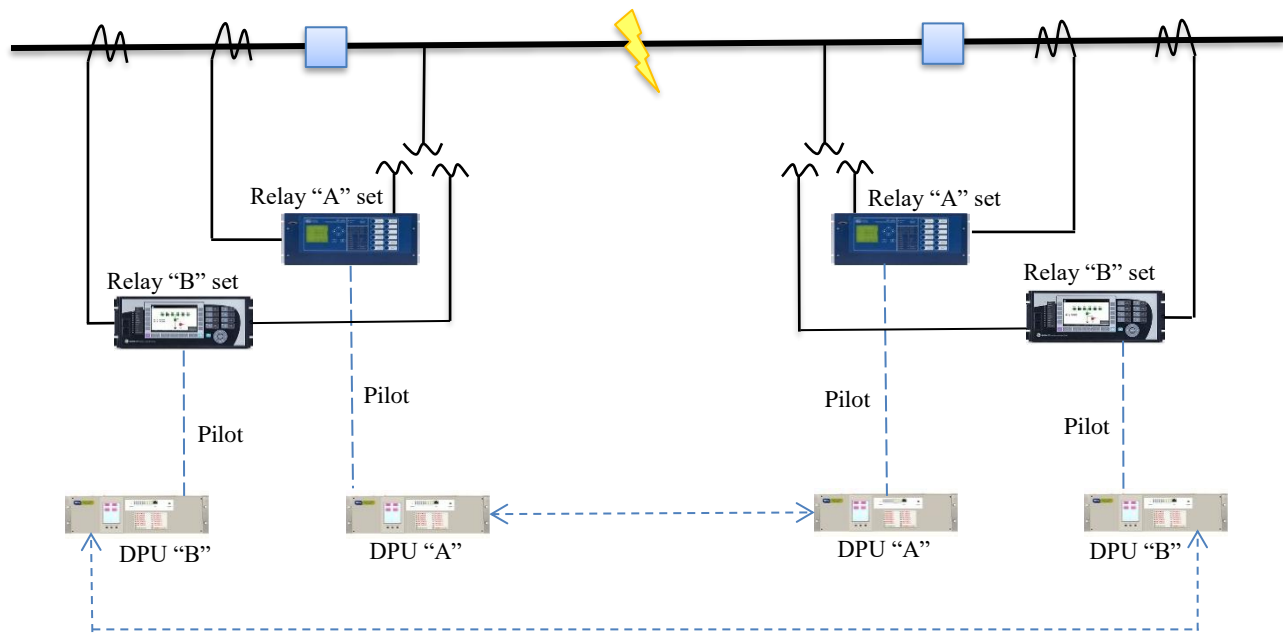 Relay “A” set
Relay “A” set
Relay “B” set
Relay “B” set
Pilot
Pilot
Pilot
Pilot
DPU “B”
DPU “A”
DPU “A”
DPU “B”